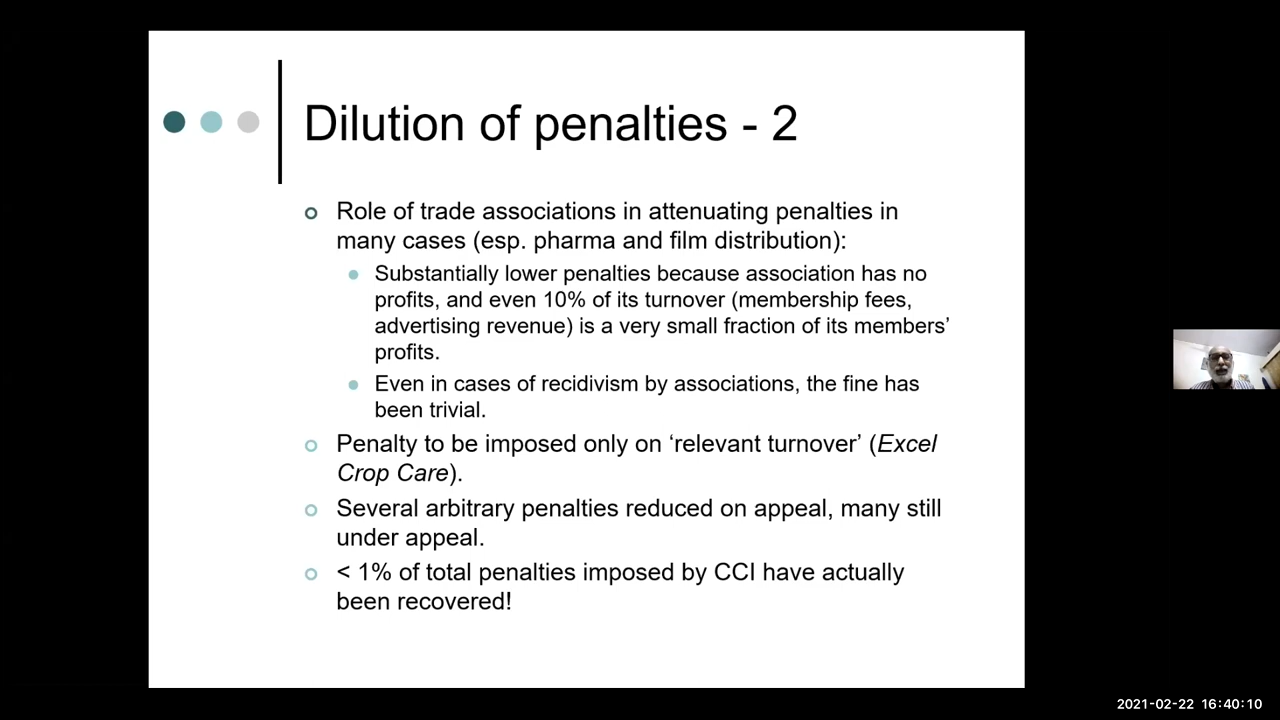 Dilution of penalties - 2
Role of trade associations in attenuating penalties in
many cases (esp. pharma and film distribution):
Substantially lower penalties because association has no
profits, and even 10% of its turnover (membership fees,
advertising revenue) is a very small fraction of its members’
profits.
Even in cases of recidivism by associations, the fine has
been trivial.
Penalty to be imposed only on ‘relevant turnover’ (Excel
Crop Care).
Several arbitrary penalties reduced on appeal, many still
under appeal.
< 1% of total penalties imposed by CCI have actually
been recovered!
2021-02-22 16:40:10